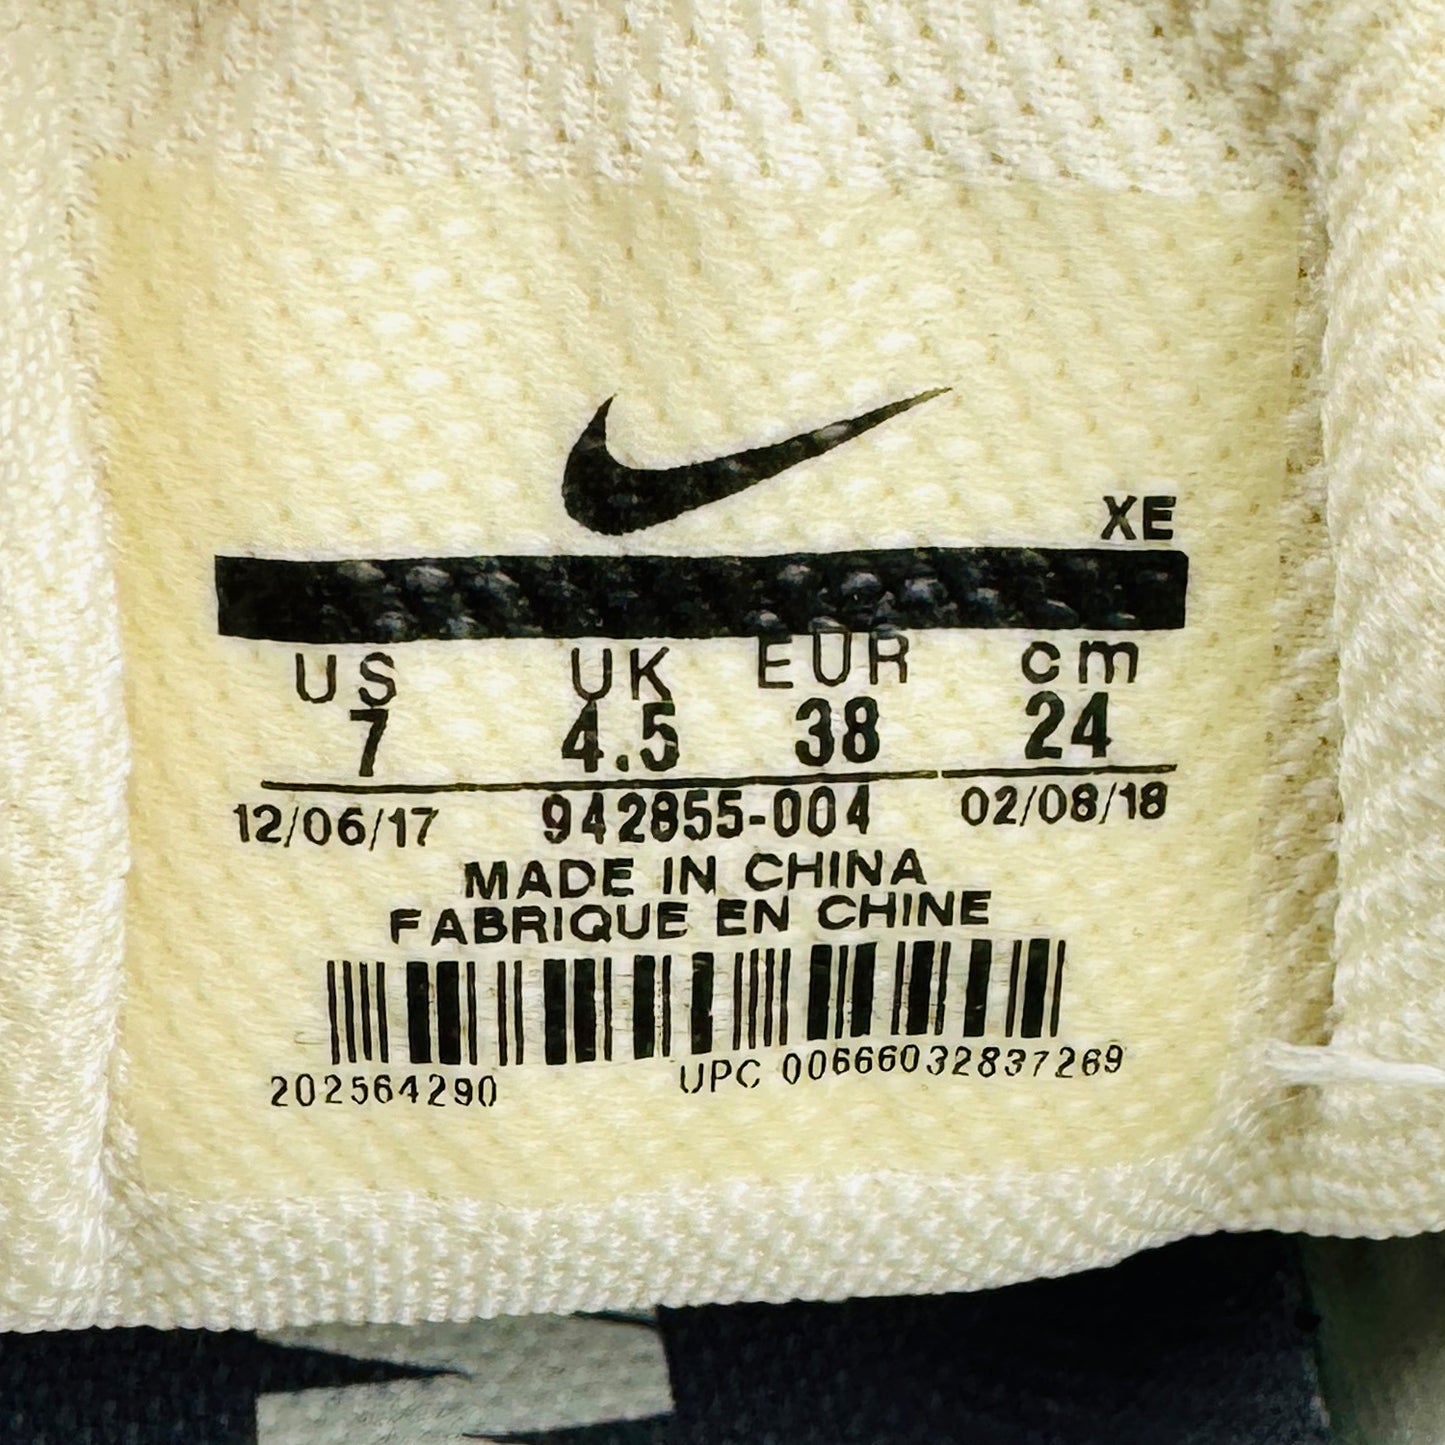 XE
US UK EUR cm
7 4.5 38 24
12/06/17 942855-004 02/08/18
MADE IN CHINA
FABRIQUE EN CHINE
202564290 UPC 00666032837269